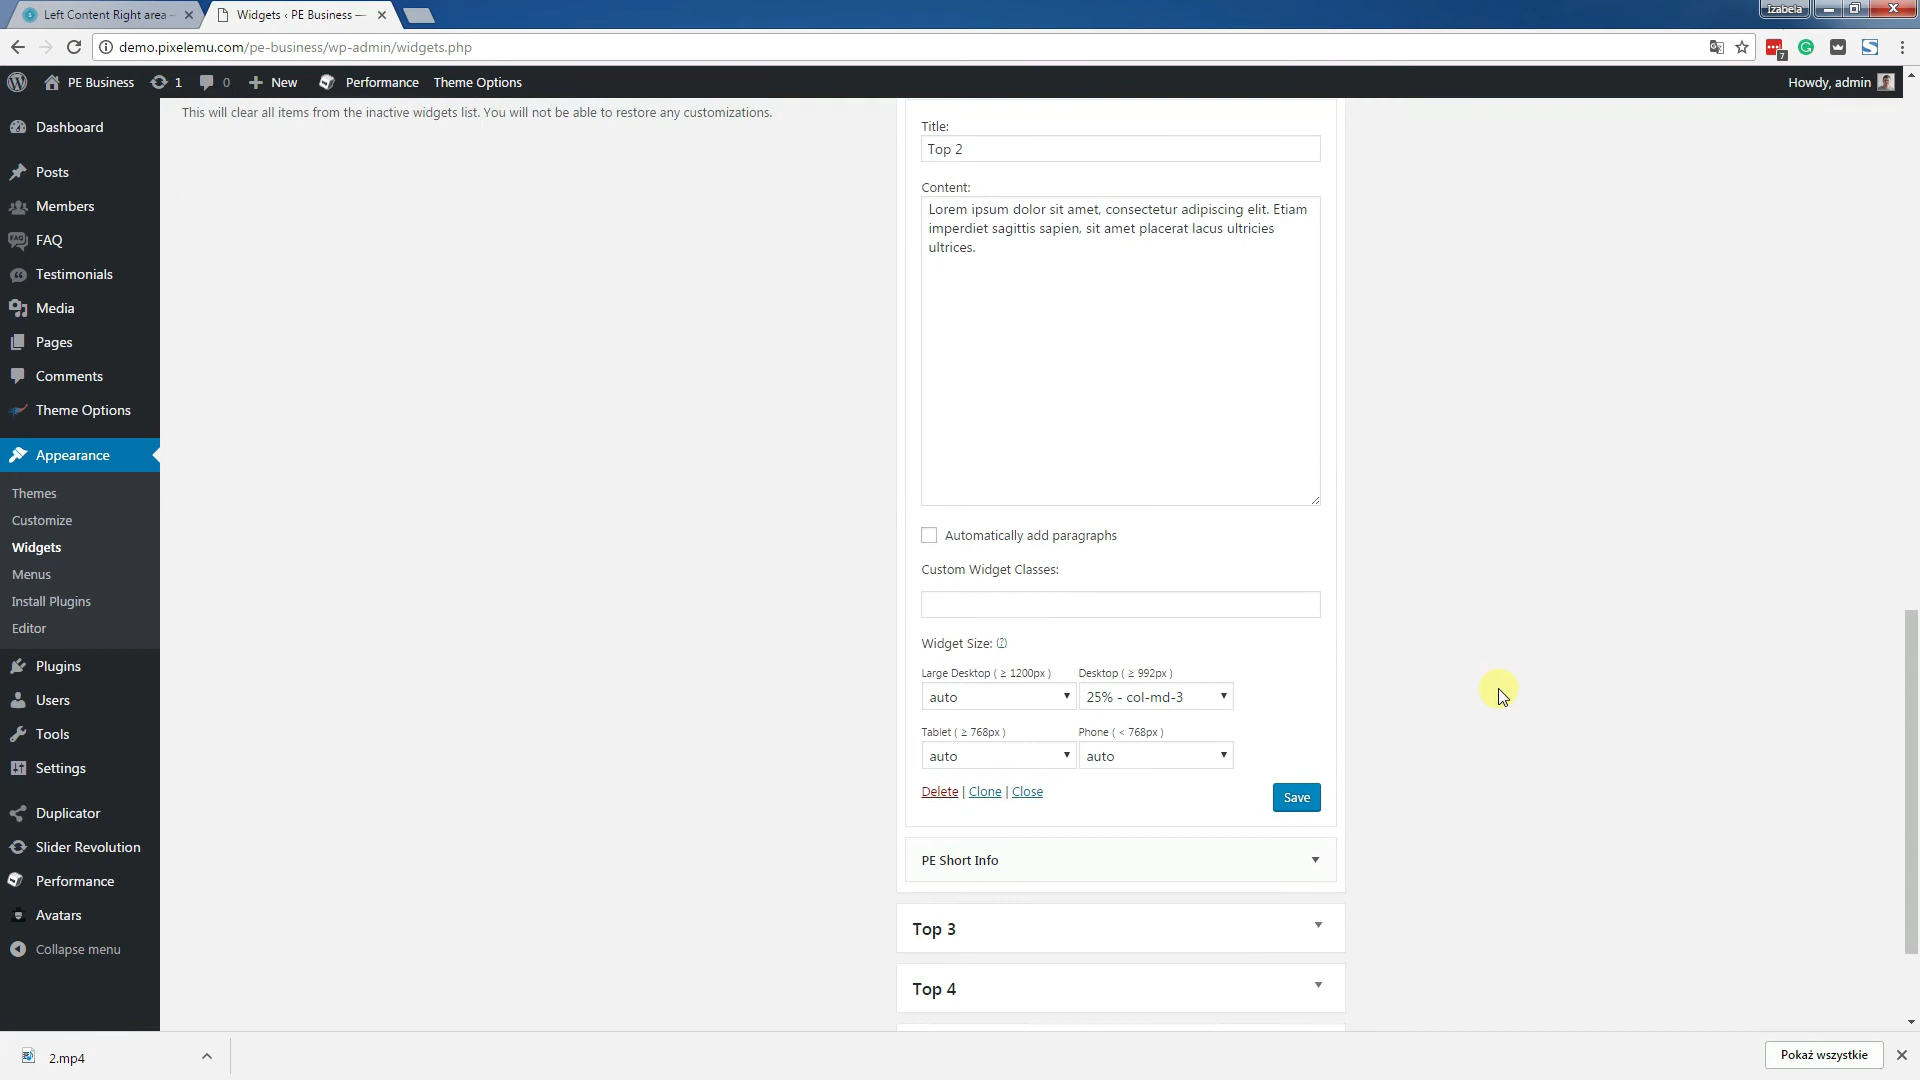 Left Content Right area –
Widgets ‹ PE Business —
Izabela
demo.pixelemu.com/pe-business/wp-admin/widgets.php
7
PE Business
1
0
New
Performance
Theme Options
Howdy, admin
This will clear all items from the inactive widgets list. You will not be able to restore any customizations.
Dashboard
Posts
Members
FAQ
Testimonials
Media
Pages
Comments
Theme Options
Appearance
Themes
Customize
Widgets
Menus
Install Plugins
Editor
Plugins
Users
Tools
Settings
Duplicator
Slider Revolution
Performance
Avatars
Collapse menu
Title:
Top 2
Content:
Lorem ipsum dolor sit amet, consectetur adipiscing elit. Etiam
imperdiet sagittis sapien, sit amet placerat lacus ultricies
ultrices.
Automatically add paragraphs
Custom Widget Classes:
Widget Size: (?)
Large Desktop ( ≥ 1200px ) Desktop ( ≥ 992px )
auto 25% - col-md-3
Tablet ( ≥ 768px ) Phone ( < 768px )
auto auto
Delete | Clone | Close
Save
PE Short Info
Top 3
Top 4
2.mp4
Pokaż wszystkie